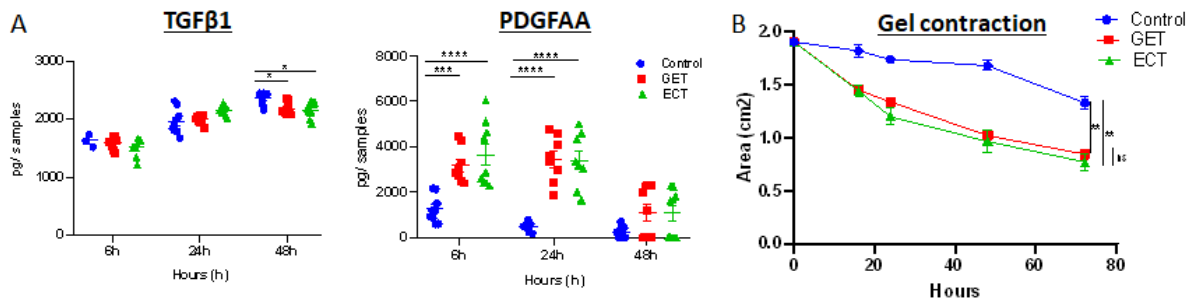 A
TGFβ1
pg/ samples
3000
2000
1000
0
*
*
6h
24h
48h
Hours (h)
PDGFAA
pg/ samples
8000
6000
4000
2000
0
****
***
****
****
6h
24h
48h
Hours (h)
Control
GET
ECT
B
Gel contraction
Area (cm2)
2.0
1.5
1.0
0.5
0.0
0
20
40
60
80
Hours
**
**
ns
Control
GET
ECT